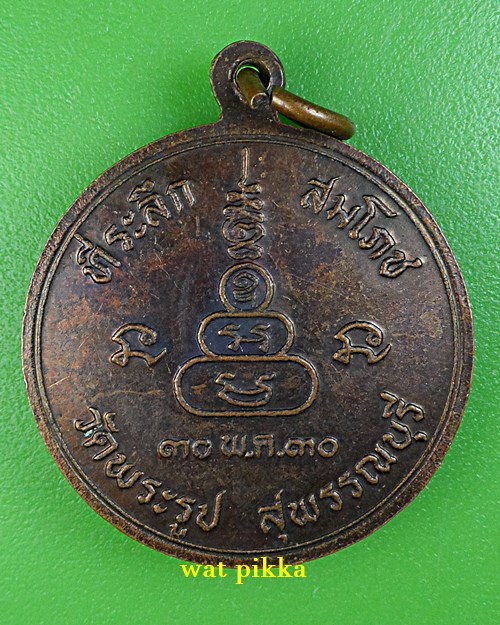 ที่ระลึก สมโภช
๓๐ พ.ค.๓๐
วัดพระรูป สุพรรณบุรี
wat pikka